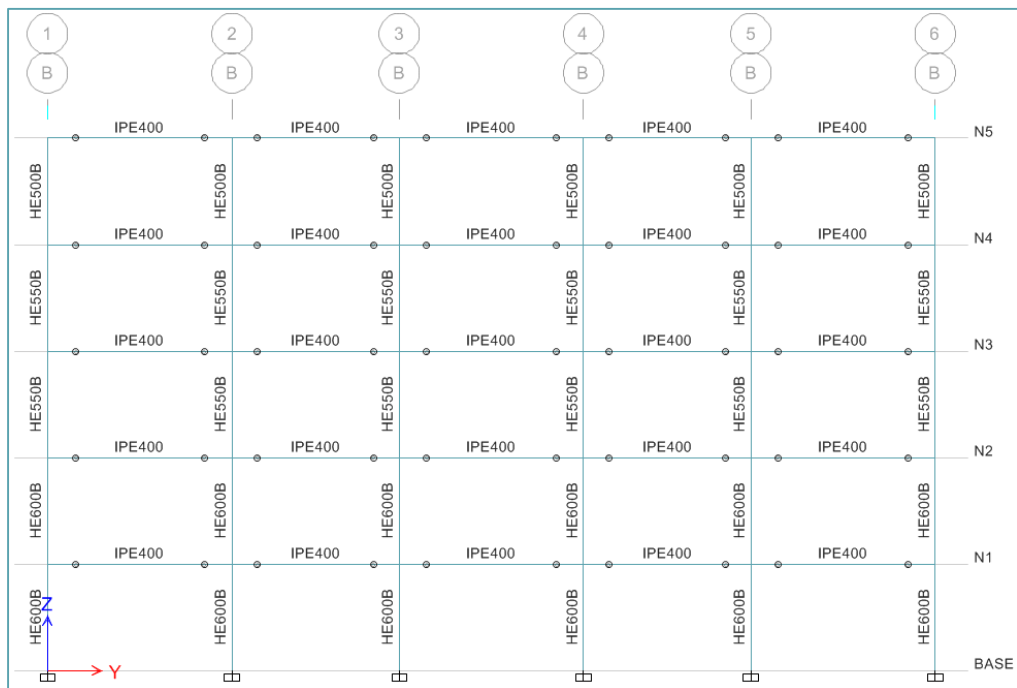 1 2 3 4 5 6
B B B B B B
IPE400 IPE400 IPE400 IPE400 IPE400 N5
HE500B HE500B HE500B HE500B HE500B HE500B
IPE400 IPE400 IPE400 IPE400 IPE400 N4
HE550B HE550B HE550B HE550B HE550B HE550B
IPE400 IPE400 IPE400 IPE400 IPE400 N3
HE550B HE550B HE550B HE550B HE550B HE550B
IPE400 IPE400 IPE400 IPE400 IPE400 N2
HE600B HE600B HE600B HE600B HE600B HE600B
IPE400 IPE400 IPE400 IPE400 IPE400 N1
HE600B HE600B HE600B HE600B HE600B HE600B
Z
Y
BASE